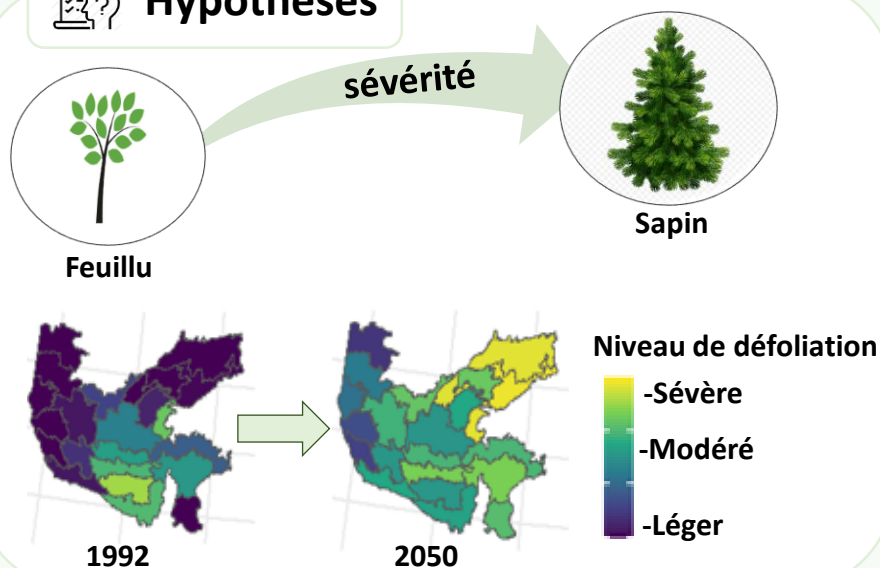 Hypothèses
sévérité
Sapin
Feuillu
Niveau de défoliation
-Sévère
-Modéré
-Léger
1992
2050